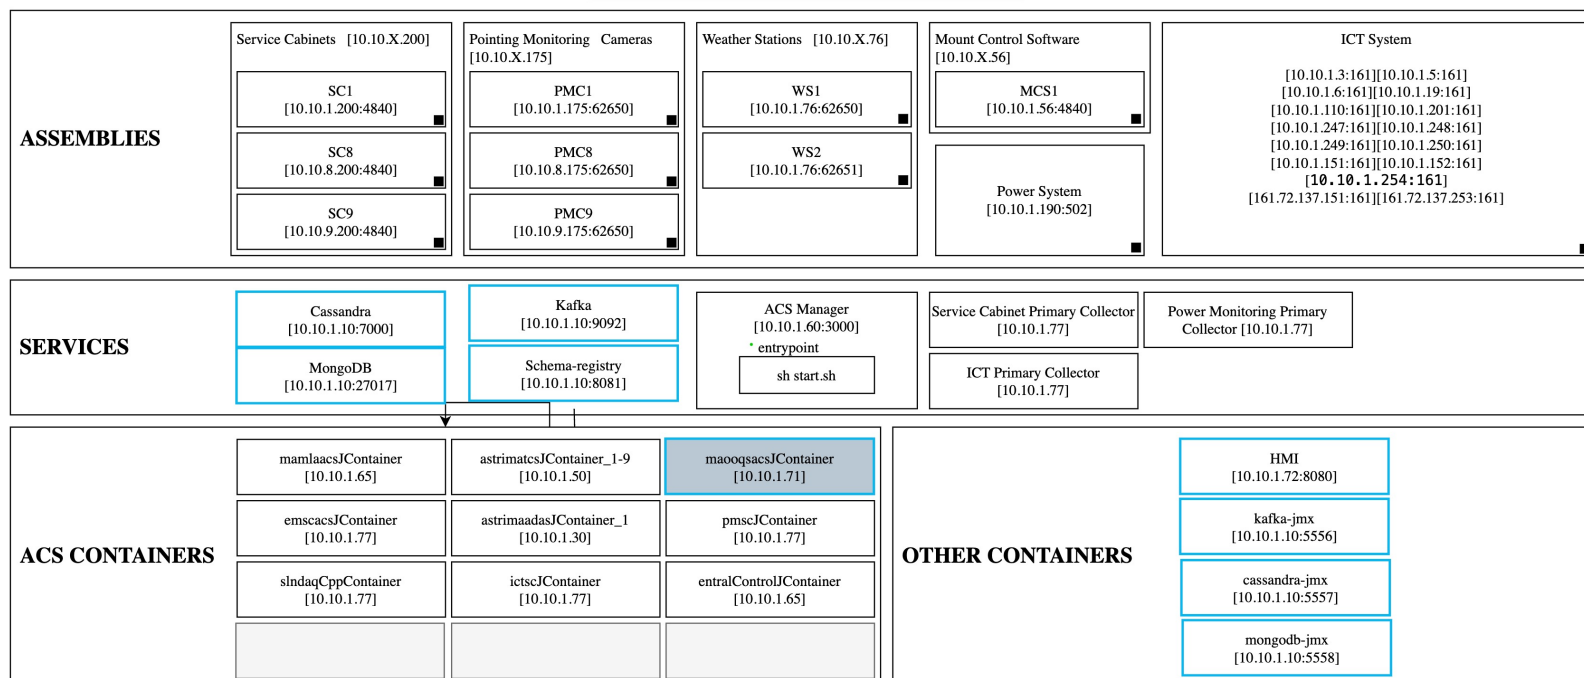 ASSEMBLIES
Service Cabinets [10.10.X.200]
SC1
[10.10.1.200:4840]
SC8
[10.10.8.200:4840]
SC9
[10.10.9.200:4840]
Pointing Monitoring Cameras
[10.10.X.175]
PMC1
[10.10.1.175:62650]
PMC8
[10.10.8.175:62650]
PMC9
[10.10.9.175:62650]
Weather Stations [10.10.X.76]
WS1
[10.10.1.76:62650]
WS2
[10.10.1.76:62651]
Mount Control Software
[10.10.X.56]
MCS1
[10.10.1.56:4840]
Power System
[10.10.1.190:502]
ICT System
[10.10.1.3:161][10.10.1.5:161]
[10.10.1.6:161][10.10.1.19:161]
[10.10.1.110:161][10.10.1.201:161]
[10.10.1.247:161][10.10.1.248:161]
[10.10.1.249:161][10.10.1.250:161]
[10.10.1.151:161][10.10.1.152:161]
[10.10.1.254:161]
[161.72.137.151:161][161.72.137.253:161]
SERVICES
Cassandra
[10.10.1.10:7000]
MongoDB
[10.10.1.10:27017]
Kafka
[10.10.1.10:9092]
Schema-registry
[10.10.1.10:8081]
ACS Manager
[10.10.1.60:3000]
* entrypoint
sh start.sh
Service Cabinet Primary Collector
[10.10.1.77]
Power Monitoring Primary
Collector [10.10.1.77]
ICT Primary Collector
[10.10.1.77]
ACS CONTAINERS
mamlaacsJContainer
[10.10.1.65]
astrimatcsJContainer_1-9
[10.10.1.50]
maooqsacsJContainer
[10.10.1.71]
emscacsJContainer
[10.10.1.77]
astrimaadasJContainer_1
[10.10.1.30]
pmscJContainer
[10.10.1.77]
slndaqCppContainer
[10.10.1.77]
ictscJContainer
[10.10.1.77]
entralControlJContainer
[10.10.1.65]
OTHER CONTAINERS
HMI
[10.10.1.72:8080]
kafka-jmx
[10.10.1.10:5556]
cassandra-jmx
[10.10.1.10:5557]
mongodb-jmx
[10.10.1.10:5558]